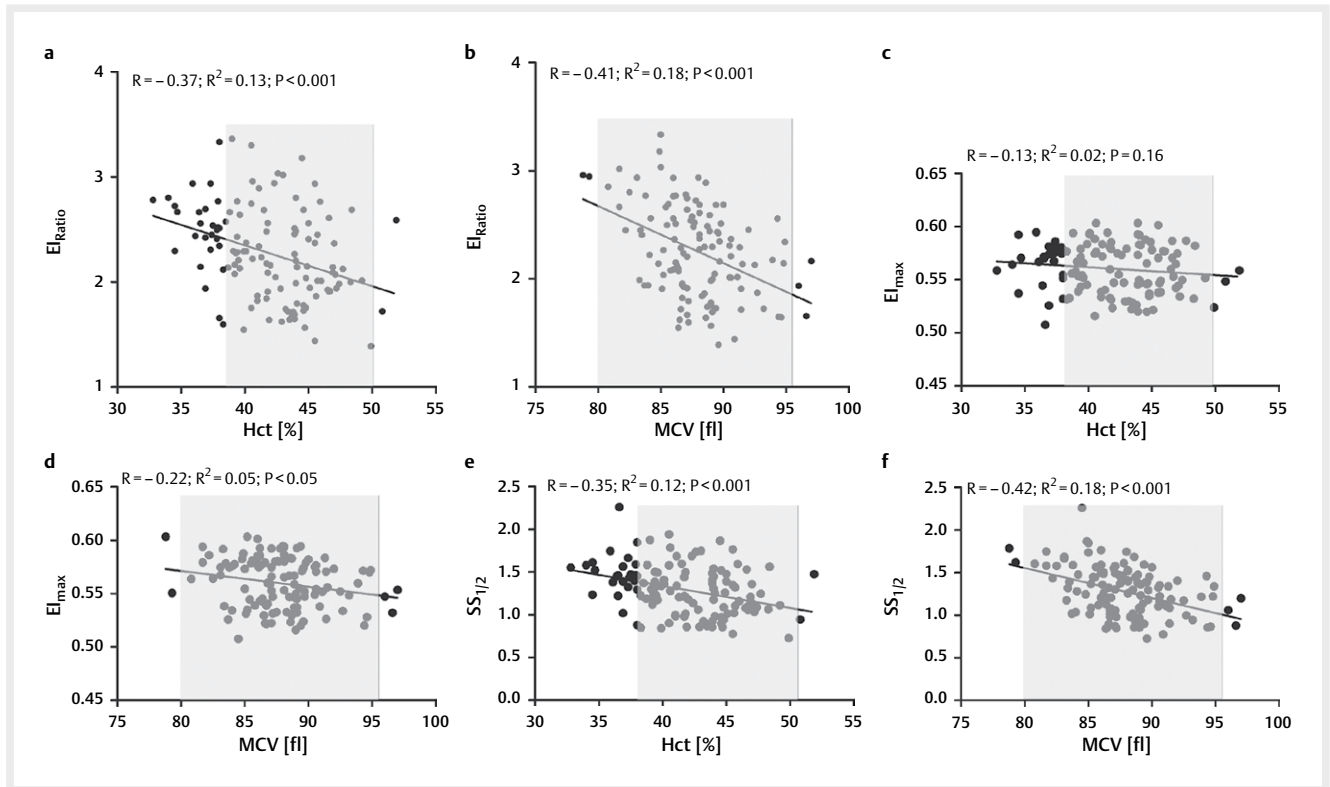 a
R = – 0.37; R² = 0.13; P < 0.001
4
3
2
1
EI_Ratio
30 35 40 45 50 55
Hct [%]
b
R = – 0.41; R² = 0.18; P < 0.001
4
3
2
1
EI_Ratio
75 80 85 90 95 100
MCV [fl]
c
R = – 0.13; R² = 0.02; P = 0.16
0.65
0.60
0.55
0.50
0.45
EI_max
30 35 40 45 50 55
Hct [%]
d
R = – 0.22; R² = 0.05; P < 0.05
0.65
0.60
0.55
0.50
0.45
EI_max
75 80 85 90 95 100
MCV [fl]
e
R = – 0.35; R² = 0.12; P < 0.001
2.5
2.0
1.5
1.0
0.5
0.0
SS_1/2
30 35 40 45 50 55
Hct [%]
f
R = – 0.42; R² = 0.18; P < 0.001
2.5
2.0
1.5
1.0
0.5
0.0
SS_1/2
75 80 85 90 95 100
MCV [fl]